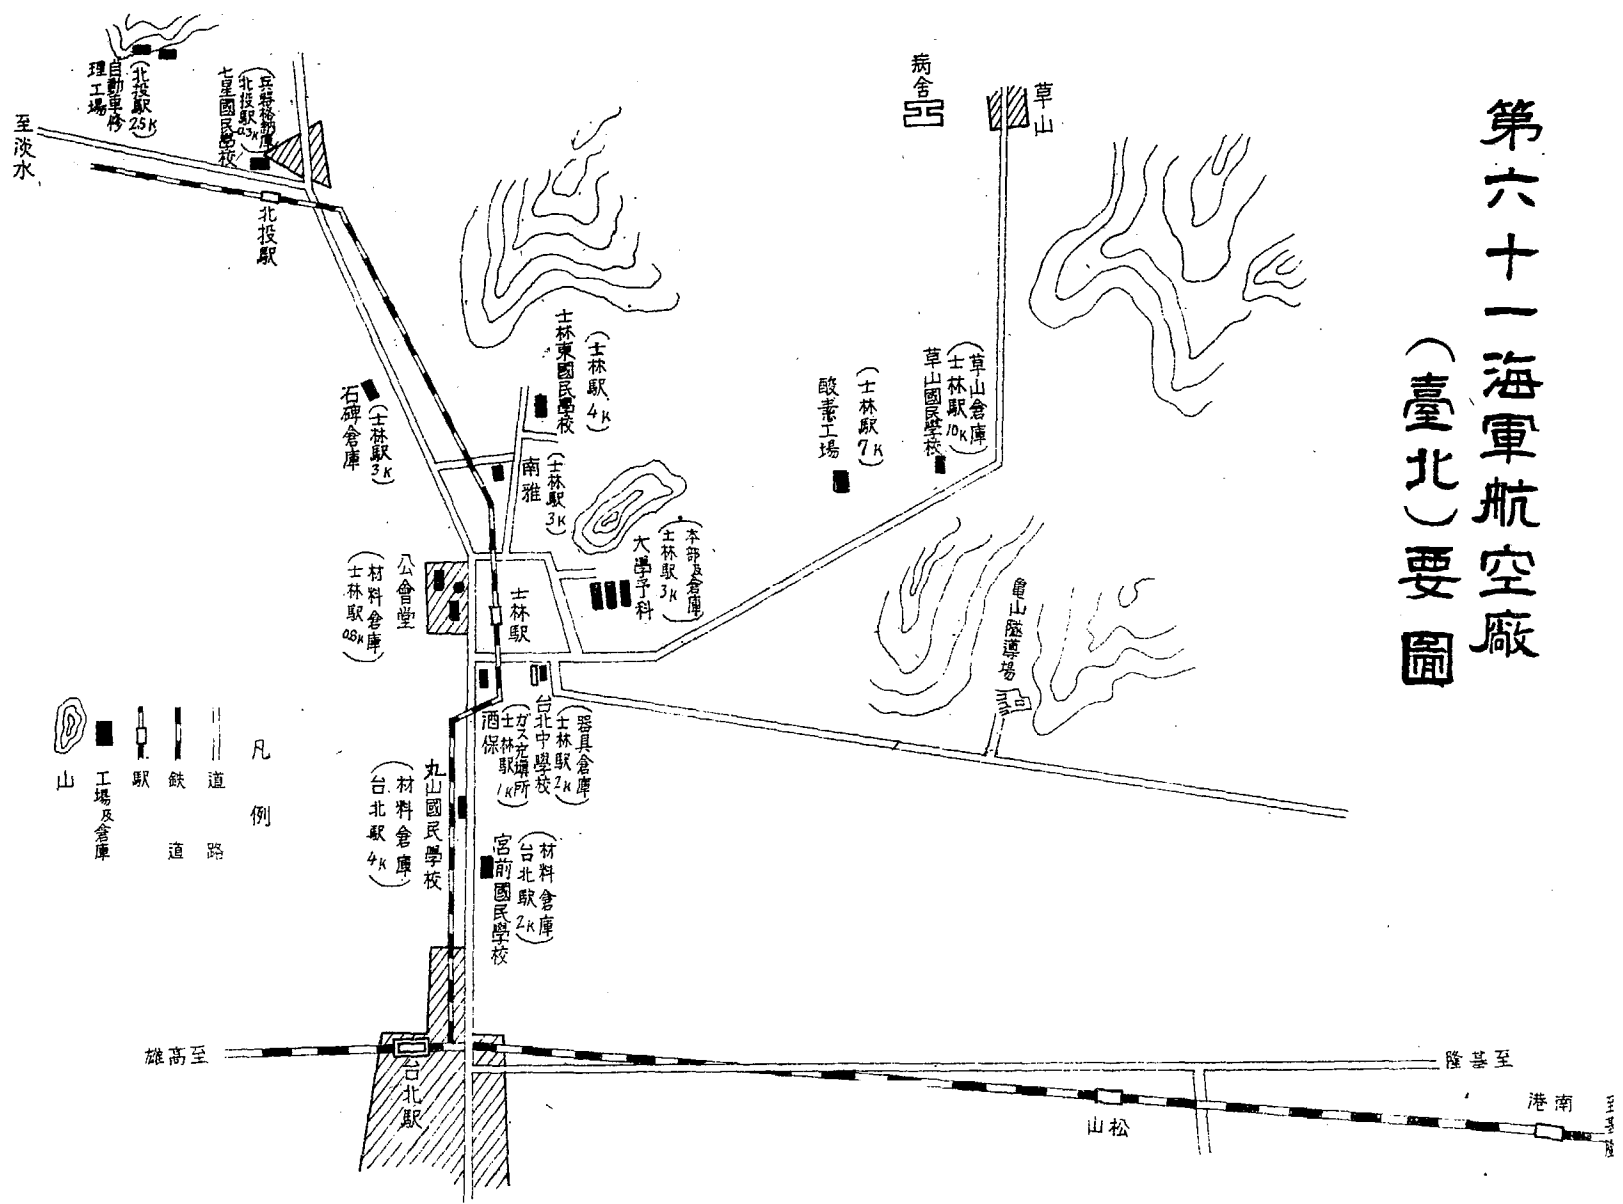 第六十一海軍航空廠
(臺北)要圖
草山
病舍
(草山倉庫
士林駅10K)
草山國民學校
(士林駅7K)
酸素工場
亀山隧導場
(士林駅4K)
士林東國民學校
(士林駅3K)
南雅
(本部及倉庫
士林駅3K)
大學予科
士林駅
(兵器格納庫
北投駅0.3K)
七星國民學校
(北投駅2.5K)
自動車修
理工場
至淡水
北投駅
石碑倉庫
(士林駅3K)
公會堂
(材料倉庫
士林駅0.8K)
(器具倉庫
士林駅2K)
台北中學校
(ガス充塡所
士林駅1K)
酒保
丸山國民學校
(材料倉庫
台北駅4K)
(材料倉庫
台北駅2K)
宮前國民學校
凡例
道路
鉄道
駅
工場及倉庫
山
雄高至
台北駅
隆基至
山松
港南
至基隆